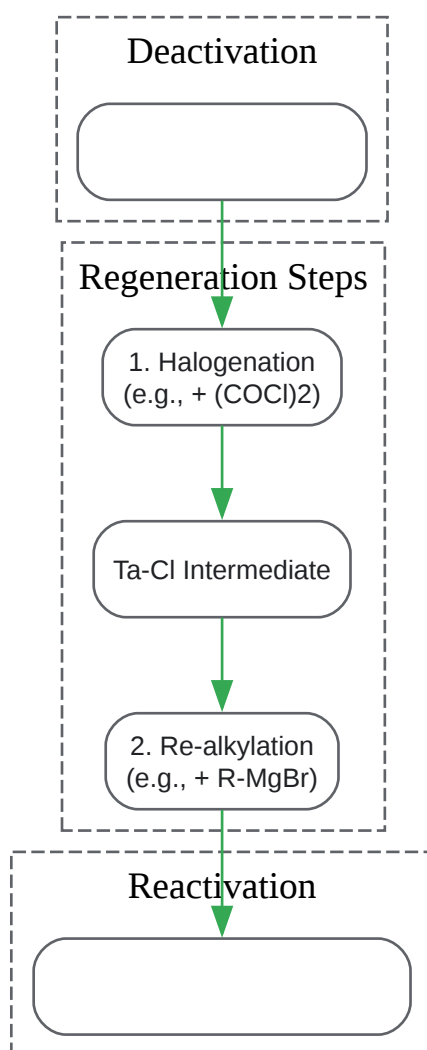 Deactivation
Regeneration Steps
1. Halogenation
(e.g., + (COCl)2)
Ta-Cl Intermediate
2. Re-alkylation
(e.g., + R-MgBr)
Reactivation